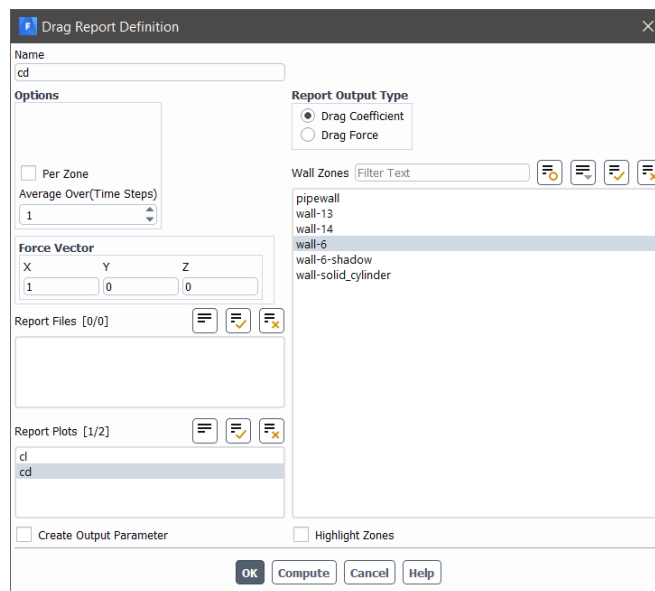 Drag Report Definition
Name
cd
Options
Per Zone
Average Over(Time Steps)
1
Force Vector
X Y Z
1 0 0
Report Files [0/0]
Report Plots [1/2]
cl
cd
Create Output Parameter
Report Output Type
Drag Coefficient
Drag Force
Wall Zones Filter Text
pipewall
wall-13
wall-14
wall-6
wall-6-shadow
wall-solid_cylinder
Highlight Zones
OK Compute Cancel Help